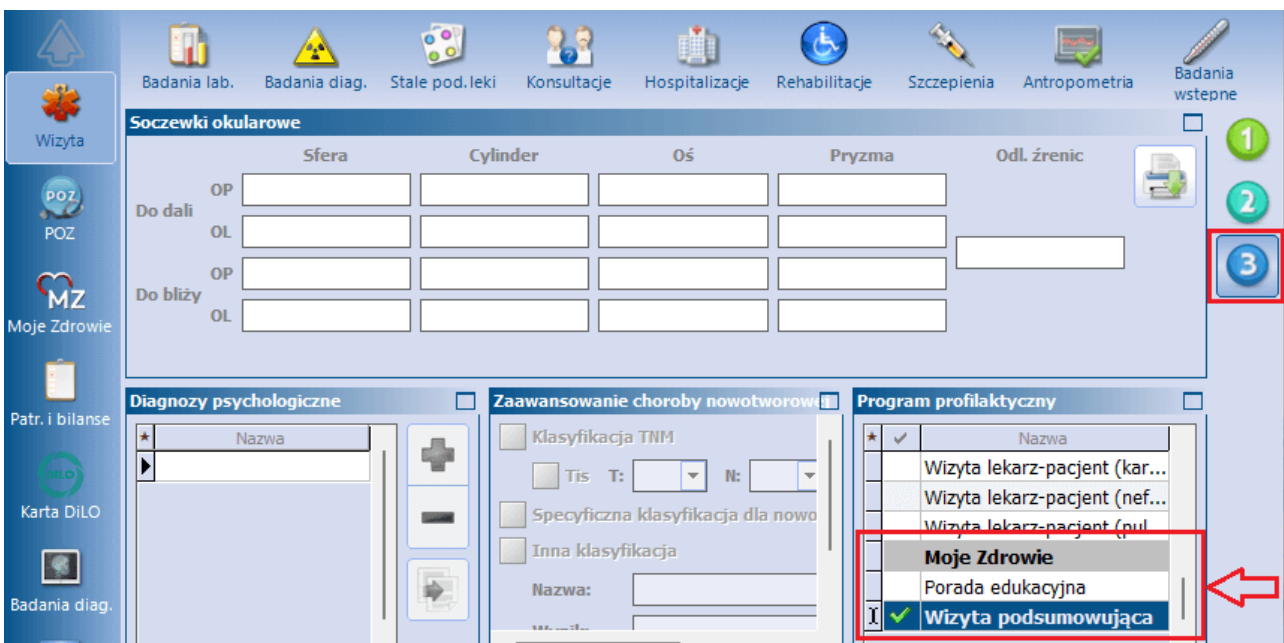 Badania lab.
Badania diag.
Stale pod. leki
Konsultacje
Hospitalizacje
Rehabilitacje
Szczepienia
Antropometria
Badania
wstepne
Wizyta
POZ
POZ
MZ
Moje Zdrowie
Patr. i bilanse
DILO
Karta DiLO
Badania diag.
Soczewki okularowe
Sfera Cylinder Oś Pryzma Odl. źrenic
Do dali
OP
OL
Do bliży
OP
OL
1
2
3
Diagnozy psychologiczne
Nazwa
Zaawansowanie choroby nowotworowej
Klasyfikacja TNM
Tis T: N:
Specyficzna klasyfikacja dla nowo
Inna klasyfikacja
Nazwa:
Program profilaktyczny
Nazwa
Wizyta lekarz-pacjent (kar...
Wizyta lekarz-pacjent (nef...
Wizyta lekarz-pacjent (pul
Moje Zdrowie
Porada edukacyjna
Wizyta podsumowująca